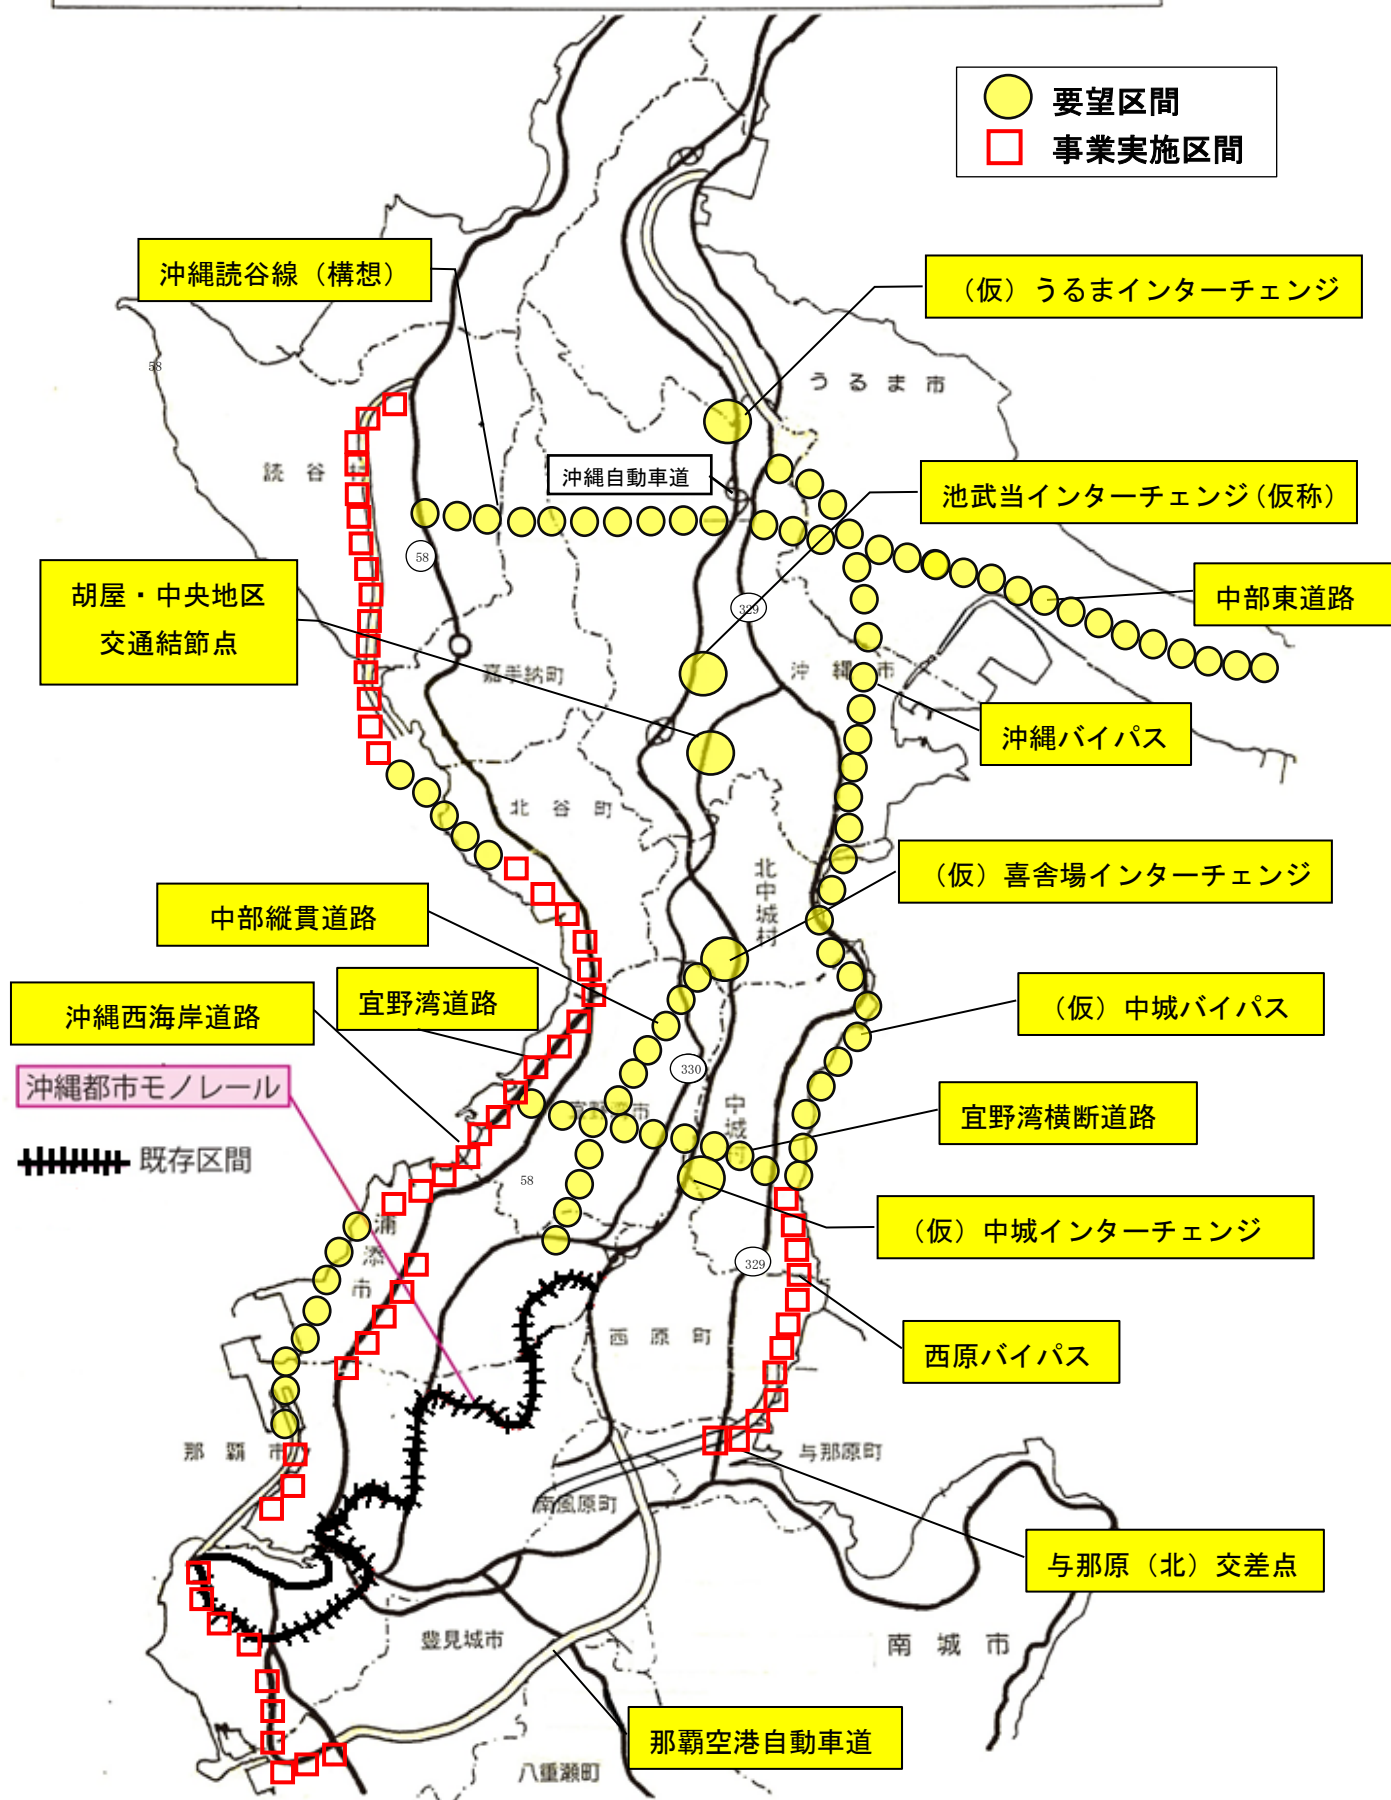 要望区間
事業実施区間
沖縄読谷線（構想）
（仮）うるまインターチェンジ
58
うるま市
読谷村
沖縄自動車道
池武当インターチェンジ（仮称）
58
胡屋・中央地区
交通結節点
329
中部東道路
嘉手納町
沖縄市
沖縄バイパス
北谷町
（仮）喜舎場インターチェンジ
北中城村
中部縦貫道路
宜野湾道路
沖縄西海岸道路
（仮）中城バイパス
沖縄都市モノレール
330
宜野湾市
中城村
宜野湾横断道路
既存区間
58
浦添市
（仮）中城インターチェンジ
329
西原町
西原バイパス
那覇市
与那原町
南風原町
与那原（北）交差点
豊見城市
南城市
那覇空港自動車道
八重瀬町